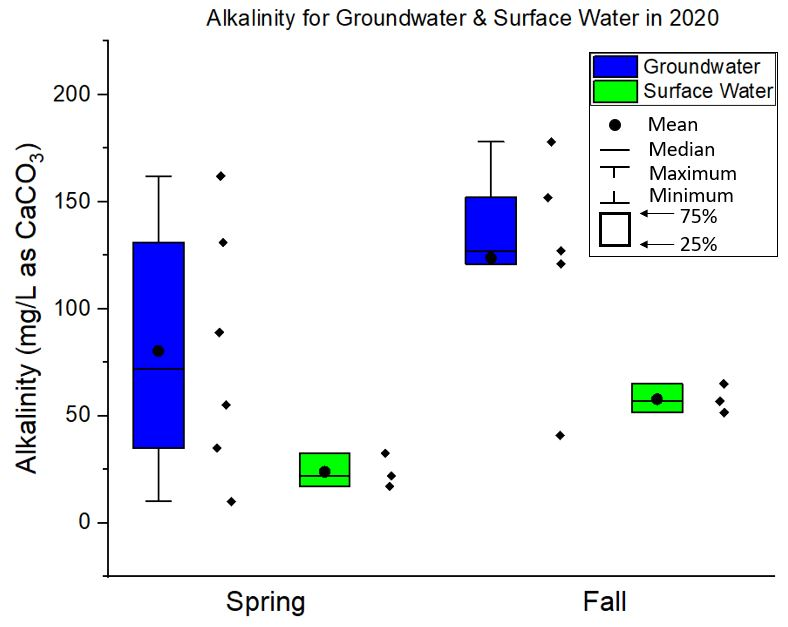 Alkalinity for Groundwater & Surface Water in 2020
Alkalinity (mg/L as CaCO₃)
200
150
100
50
0
Spring
Fall
Groundwater
Surface Water
Mean
Median
Maximum
Minimum
75%
25%